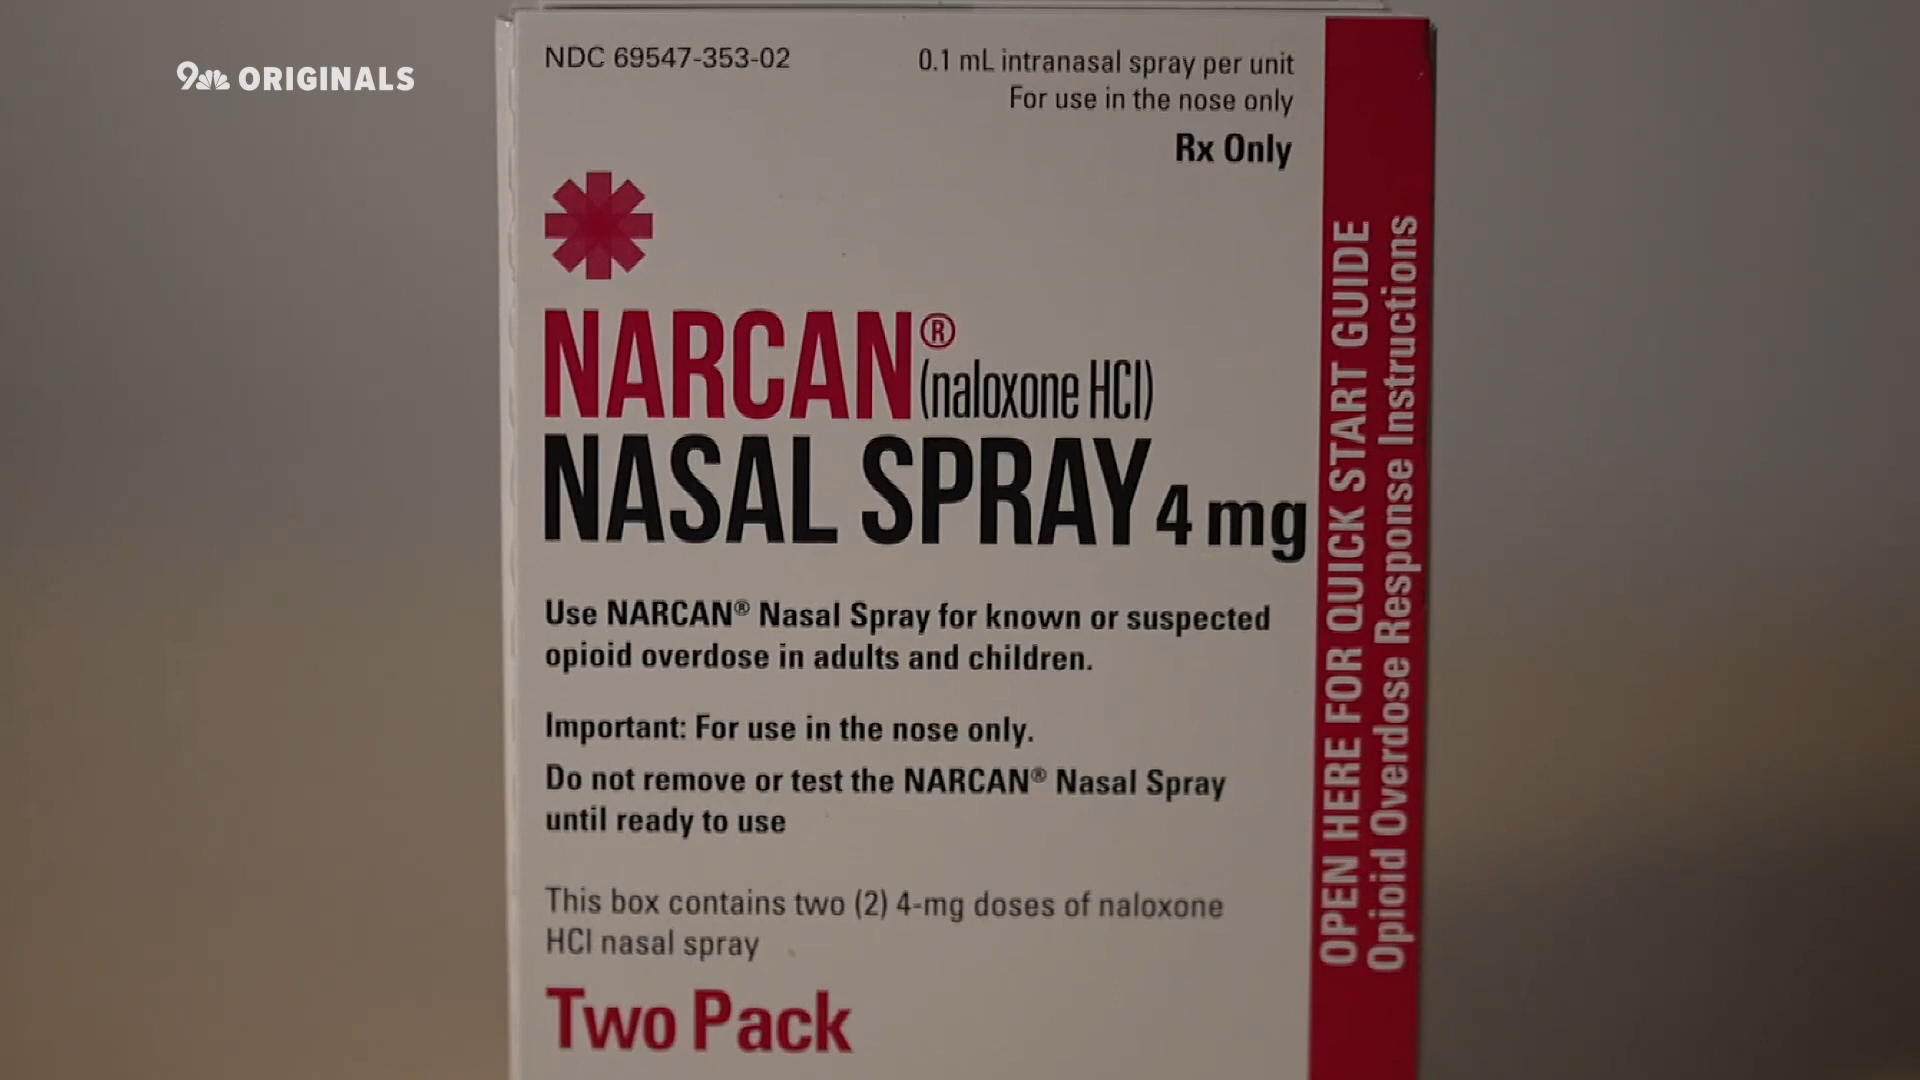 9 ORIGINALS
NDC 69547-353-02
0.1 mL intranasal spray per unit
For use in the nose only
Rx Only
NARCAN®
(naloxone HCl)
NASAL SPRAY 4 mg
Use NARCAN® Nasal Spray for known or suspected
opioid overdose in adults and children.
Important: For use in the nose only.
Do not remove or test the NARCAN® Nasal Spray
until ready to use
This box contains two (2) 4-mg doses of naloxone
HCl nasal spray
Two Pack
OPEN HERE FOR QUICK START GUIDE
Opioid Overdose Response Instructions